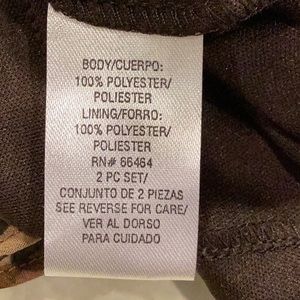 BODY/CUERPO:
100% POLYESTER/
POLIESTER
LINING/FORRO:
100% POLYESTER/
POLIESTER
RN# 66464
2 PC SET/
CONJUNTO DE 2 PIEZAS
SEE REVERSE FOR CARE/
VER AL DORSO
PARA CUIDADO